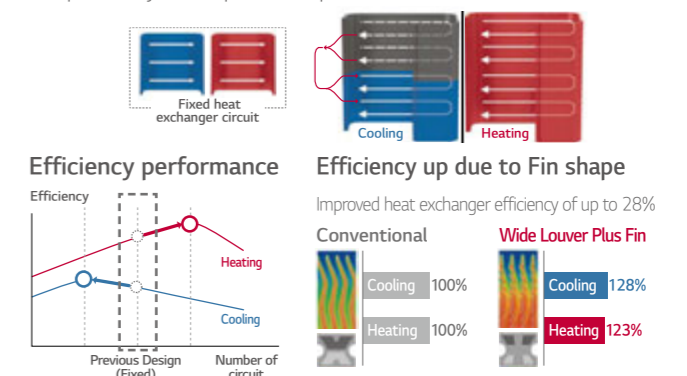 Fixed heat
exchanger circuit
Cooling
Heating
Efficiency performance
Efficiency
Heating
Cooling
Previous Design
(Fixed)
Number of
circuit
Efficiency up due to Fin shape
Improved heat exchanger efficiency of up to 28%
Conventional
Cooling 100%
Heating 100%
Wide Louver Plus Fin
Cooling 128%
Heating 123%